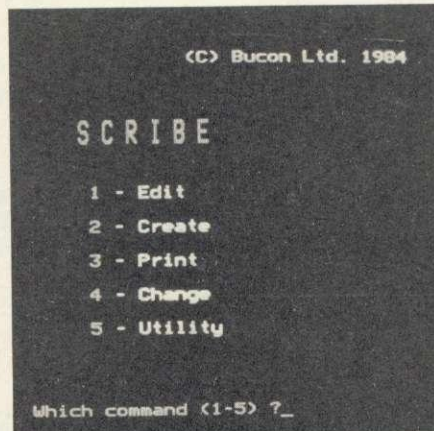 (C) Bucon Ltd. 1984
SCRIBE
1 - Edit
2 - Create
3 - Print
4 - Change
5 - Utility
Which command (1-5) ?_